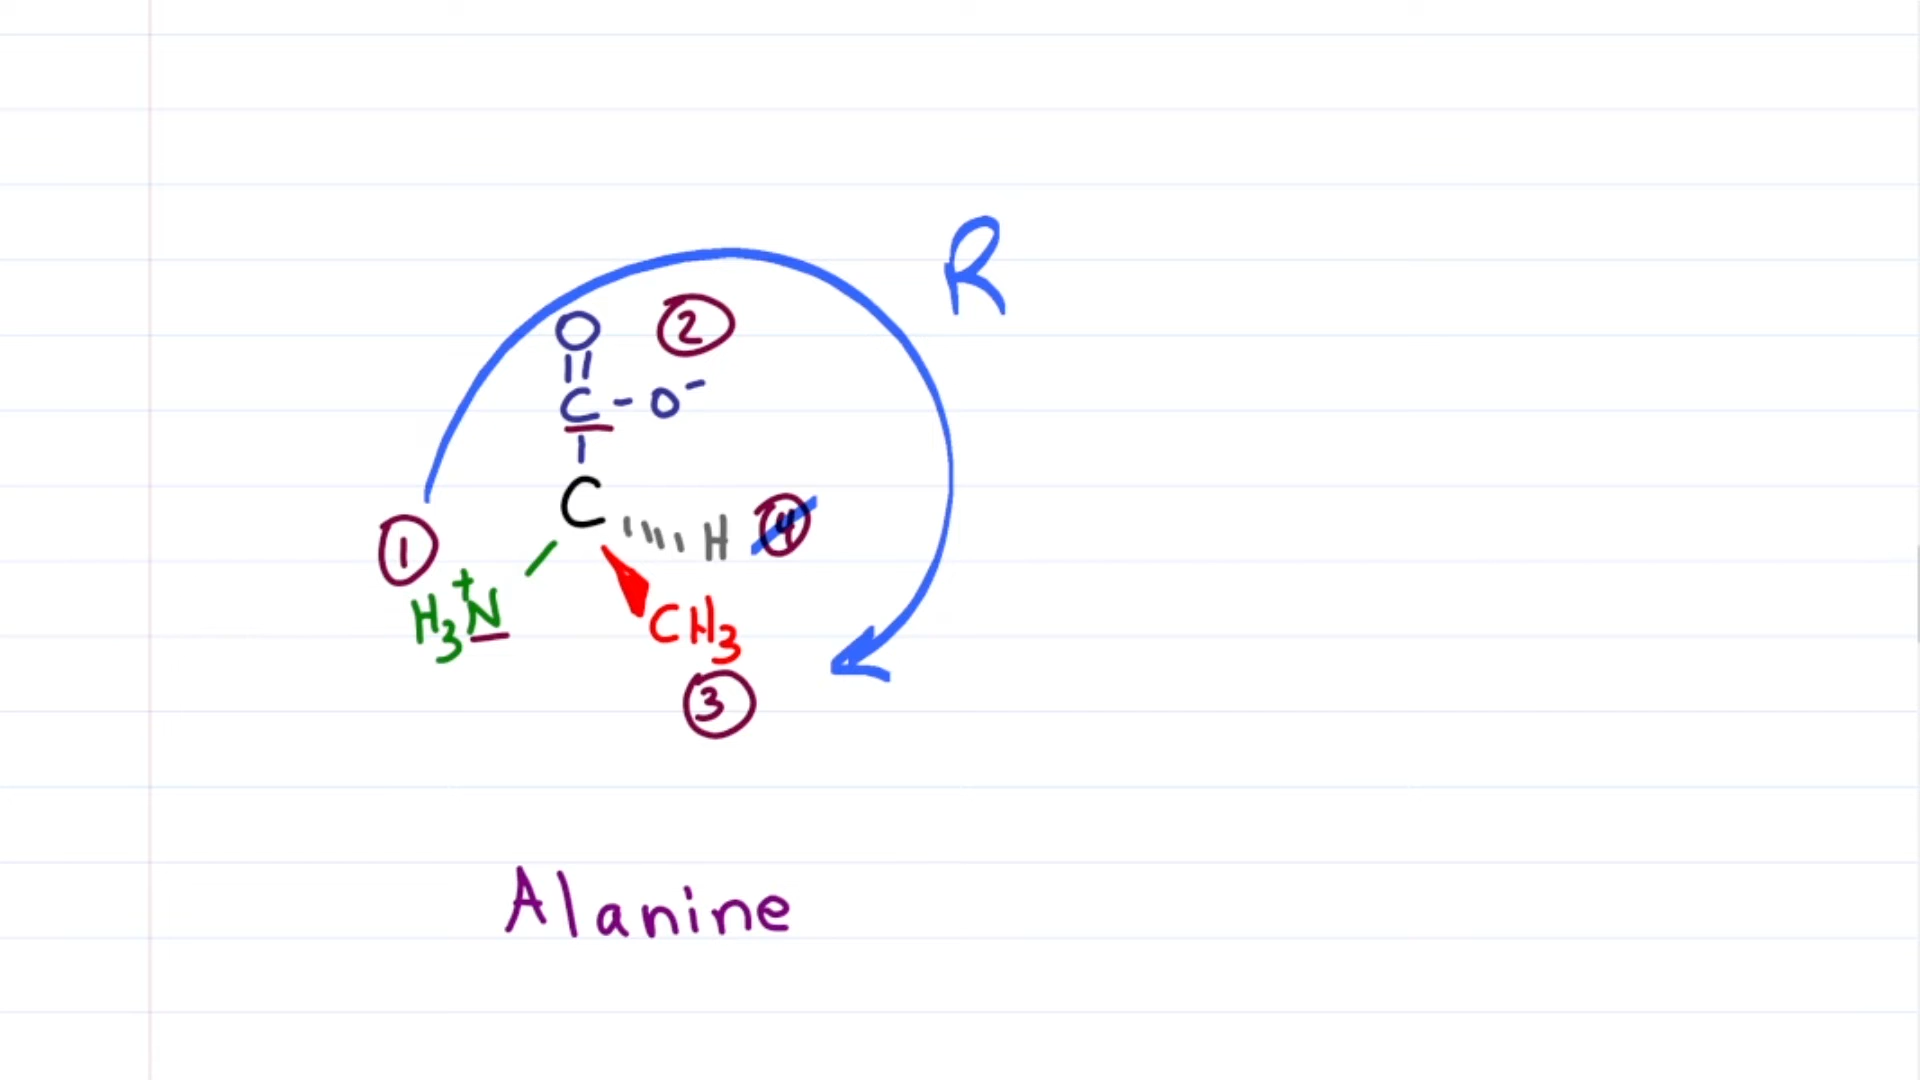 R
O 2
C - O⁻
C H 4
1
H₃N⁺ CH₃
3
Alanine